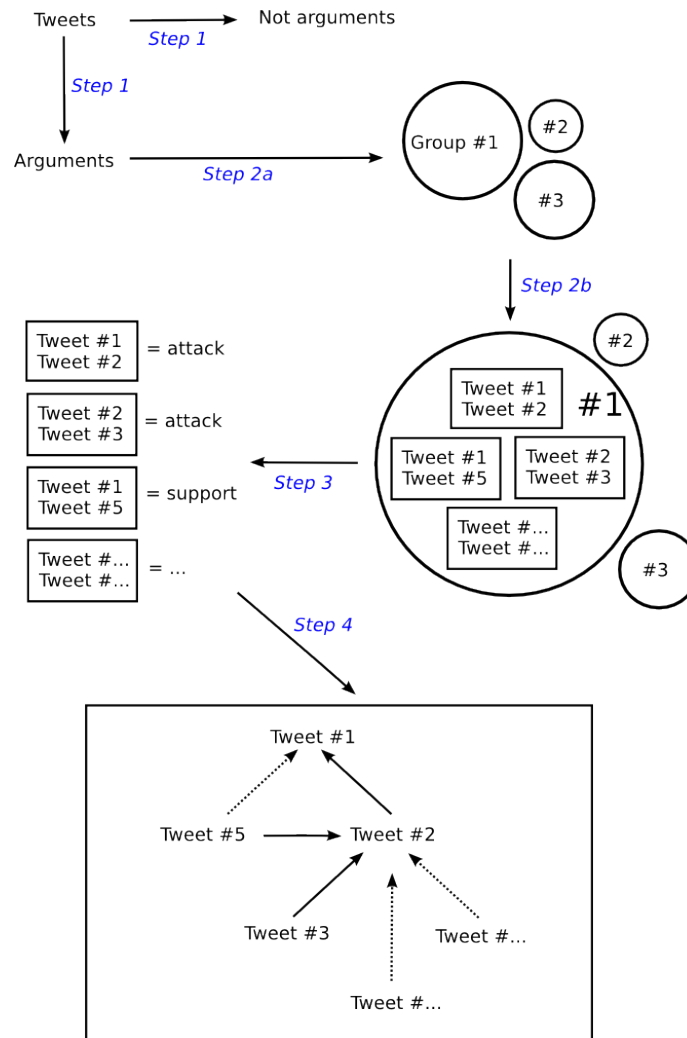 Tweets
Step 1
Not arguments
Step 1
Arguments
Step 2a
Group #1
#2
#3
Step 2b
Tweet #1
Tweet #2
= attack
Tweet #2
Tweet #3
= attack
Tweet #1
Tweet #5
= support
Tweet #...
Tweet #...
= ...
Step 3
#2
#1
Tweet #1
Tweet #2
Tweet #1
Tweet #5
Tweet #2
Tweet #3
Tweet #...
Tweet #...
#3
Step 4
Tweet #1
Tweet #5
Tweet #2
Tweet #3
Tweet #...
Tweet #...